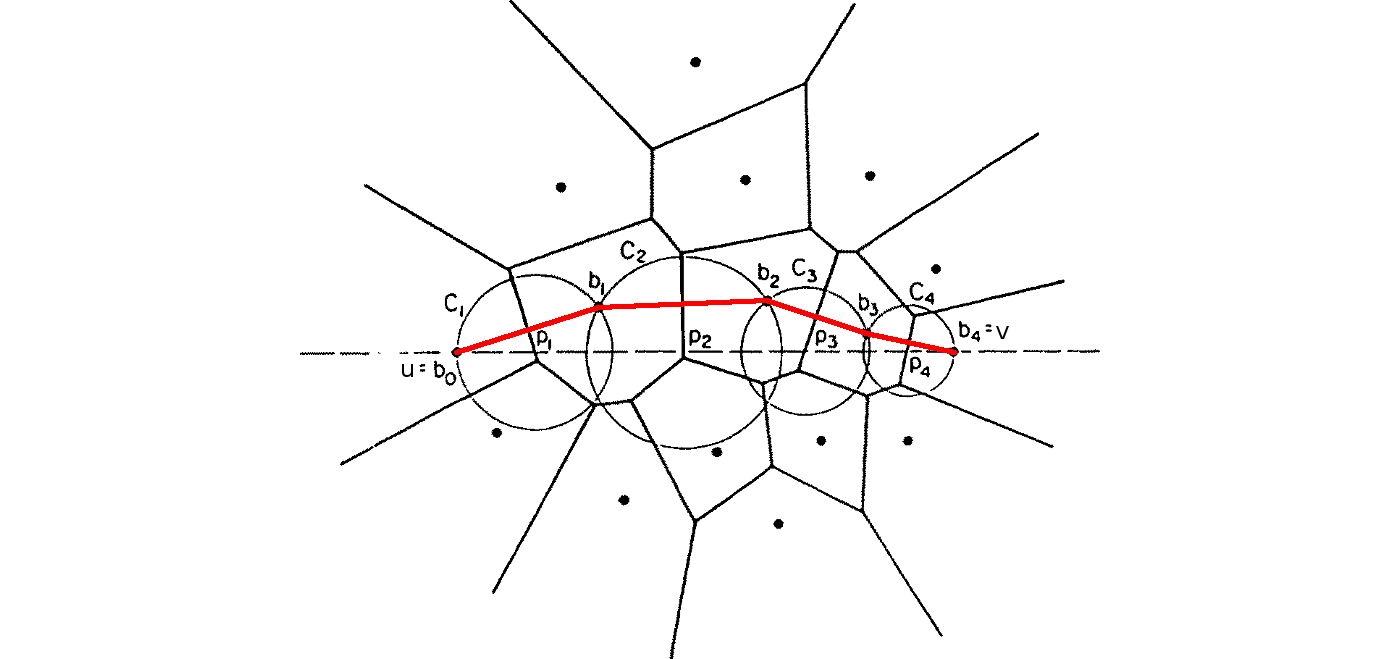 C₂
b₁
b₂
C₃
C₁
C₄
b₃
b₄=v
p₁
p₂
p₃
p₄
u=b₀